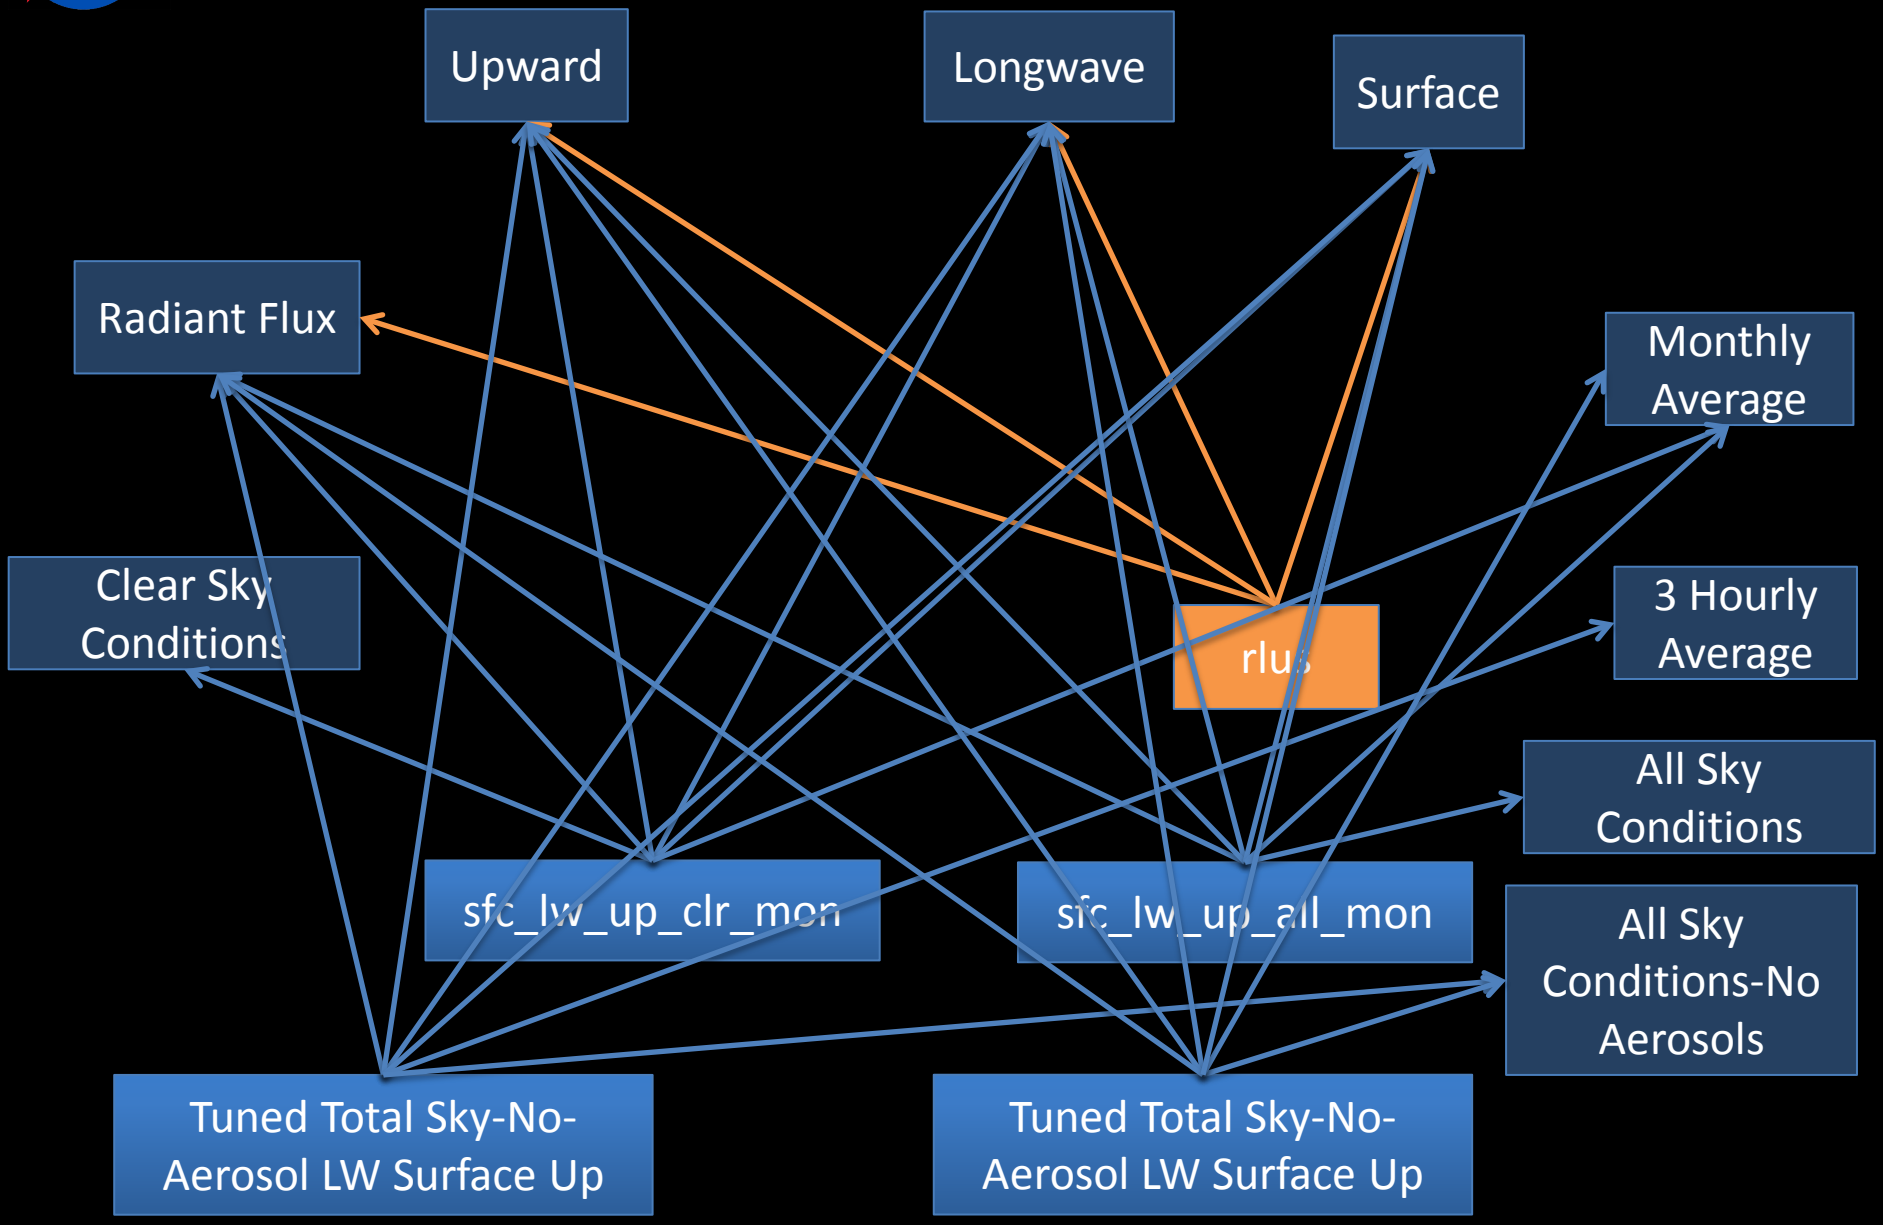 Upward
Longwave
Surface
Radiant Flux
Monthly
Average
Clear Sky
Conditions
3 Hourly
Average
rlus
All Sky
Conditions
sfc_lw_up_clr_mon
sfc_lw_up_all_mon
All Sky
Conditions-No
Aerosols
Tuned Total Sky-No-
Aerosol LW Surface Up
Tuned Total Sky-No-
Aerosol LW Surface Up